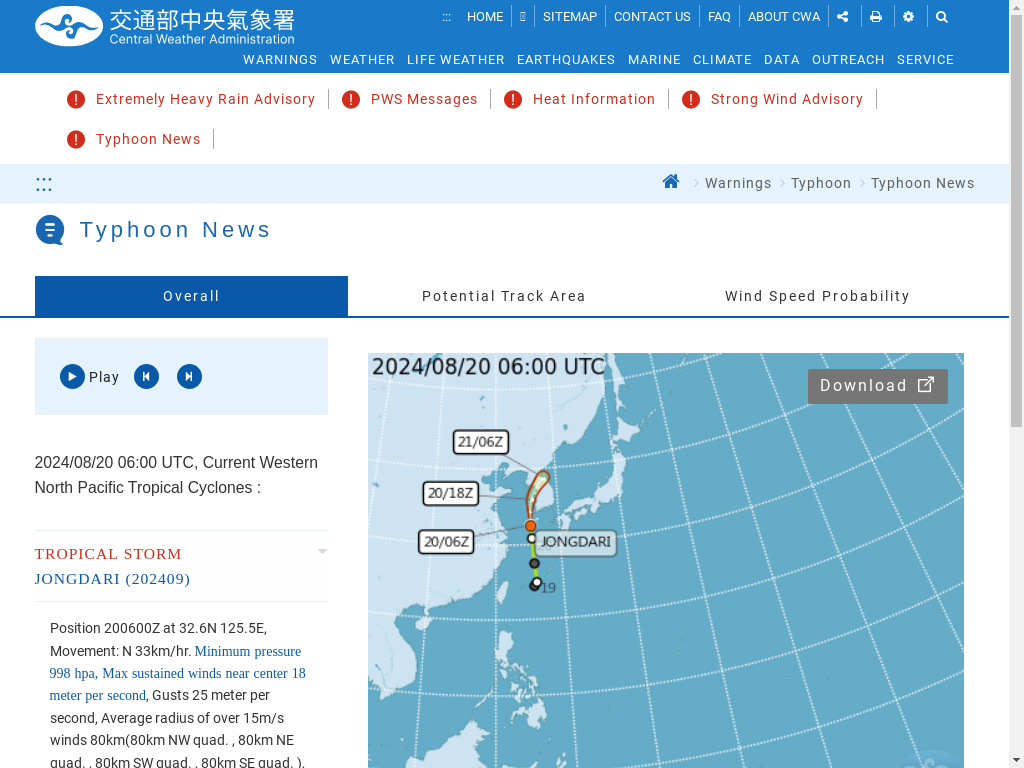 交通部中央氣象署
Central Weather Administration
::: HOME SITEMAP CONTACT US FAQ ABOUT CWA
WARNINGS WEATHER LIFE WEATHER EARTHQUAKES MARINE CLIMATE DATA OUTREACH SERVICE
Extremely Heavy Rain Advisory PWS Messages Heat Information Strong Wind Advisory
Typhoon News
::: Warnings Typhoon Typhoon News
Typhoon News
Overall Potential Track Area Wind Speed Probability
Play
2024/08/20 06:00 UTC, Current Western
North Pacific Tropical Cyclones :
TROPICAL STORM
JONGDARI (202409)
Position 200600Z at 32.6N 125.5E,
Movement: N 33km/hr. Minimum pressure
998 hpa, Max sustained winds near center 18
meter per second, Gusts 25 meter per
second, Average radius of over 15m/s
winds 80km(80km NW quad. , 80km NE
quad. , 80km SW quad. , 80km SE quad. ).
2024/08/20 06:00 UTC
Download
21/06Z
20/18Z
20/06Z
JONGDARI
19